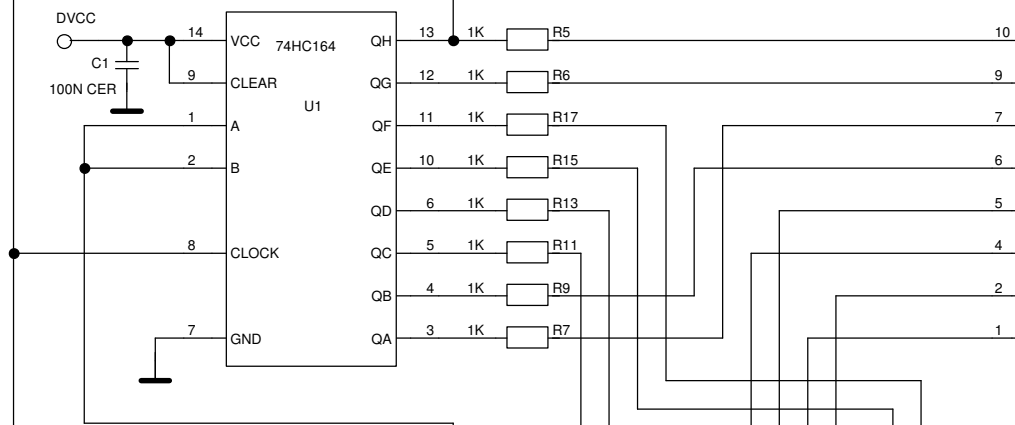 DVCC
14 VCC 74HC164 QH 13 1K R5 10
C1
9 CLEAR QG 12 1K R6 9
100N CER
U1
1 A QF 11 1K R17 7
2 B QE 10 1K R15 6
QD 6 1K R13 5
8 CLOCK QC 5 1K R11 4
QB 4 1K R9 2
7 GND QA 3 1K R7 1